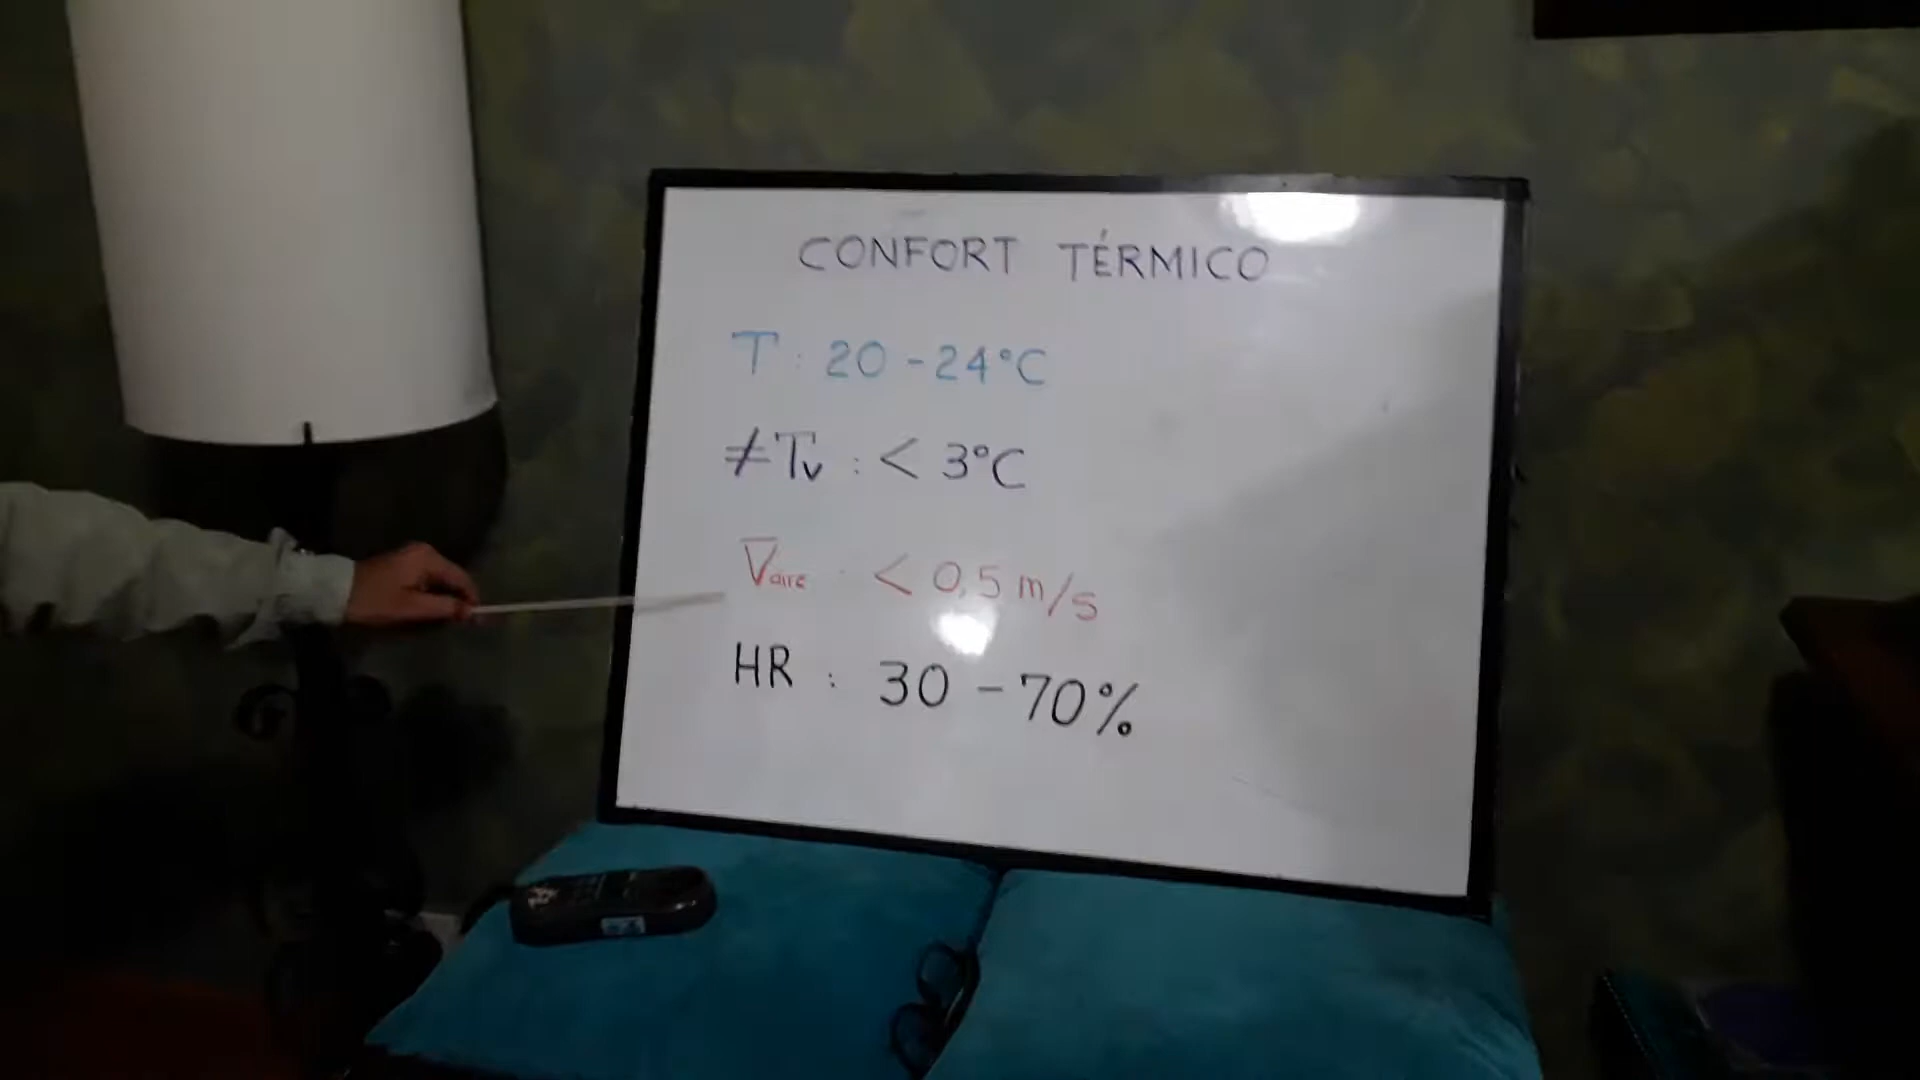 CONFORT TÉRMICO
T : 20 - 24°C
≠Tv : < 3°C
V̅aire : < 0,5 m/s
HR : 30 - 70%